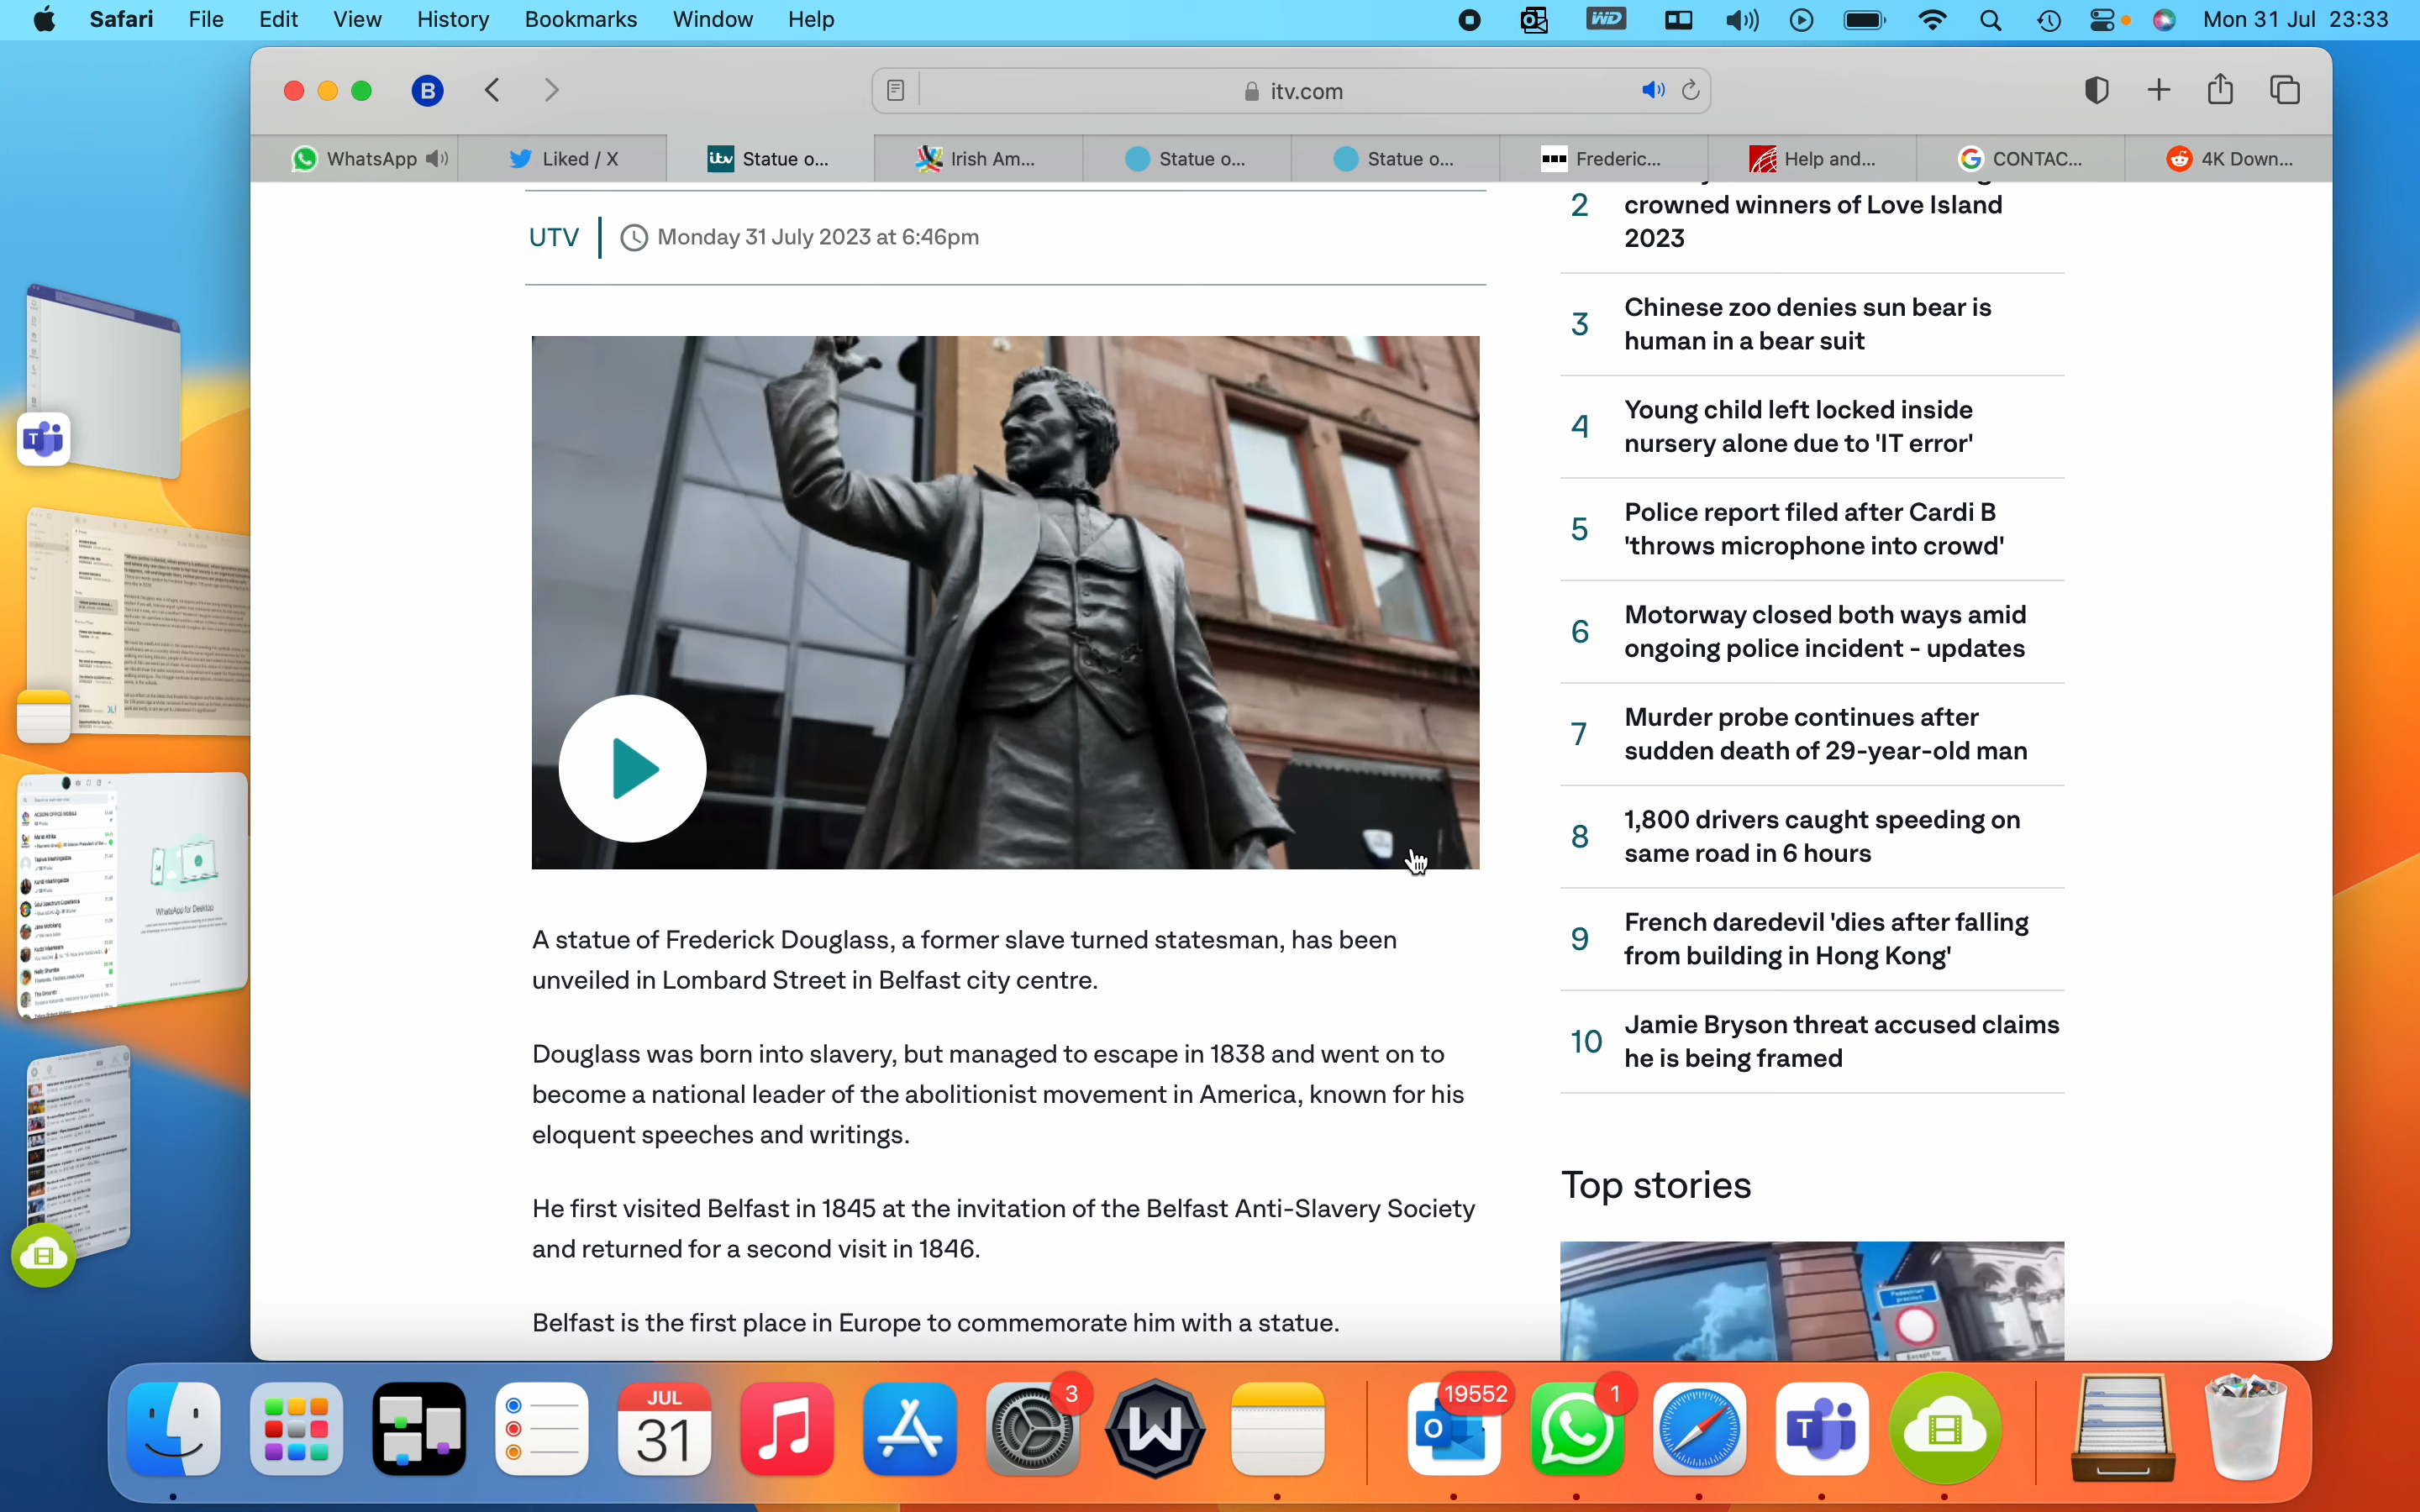 Safari File Edit View History Bookmarks Window Help
WD
Mon 31 Jul 23:33
B
itv.com
WhatsApp
Liked / X
itv Statue o...
Irish Am...
Statue o...
Statue o...
Frederic...
Help and...
CONTAC...
4K Down...
UTV
Monday 31 July 2023 at 6:46pm
A statue of Frederick Douglass, a former slave turned statesman, has been
unveiled in Lombard Street in Belfast city centre.
Douglass was born into slavery, but managed to escape in 1838 and went on to
become a national leader of the abolitionist movement in America, known for his
eloquent speeches and writings.
He first visited Belfast in 1845 at the invitation of the Belfast Anti-Slavery Society
and returned for a second visit in 1846.
Belfast is the first place in Europe to commemorate him with a statue.
2 crowned winners of Love Island
2023
3 Chinese zoo denies sun bear is
human in a bear suit
4 Young child left locked inside
nursery alone due to 'IT error'
5 Police report filed after Cardi B
'throws microphone into crowd'
6 Motorway closed both ways amid
ongoing police incident - updates
7 Murder probe continues after
sudden death of 29-year-old man
8 1,800 drivers caught speeding on
same road in 6 hours
9 French daredevil 'dies after falling
from building in Hong Kong'
10 Jamie Bryson threat accused claims
he is being framed
Top stories
Pedestrian
precinct
Except for
T
WhatsApp for Desktop
JUL
31
3
W
19552
O
1
T